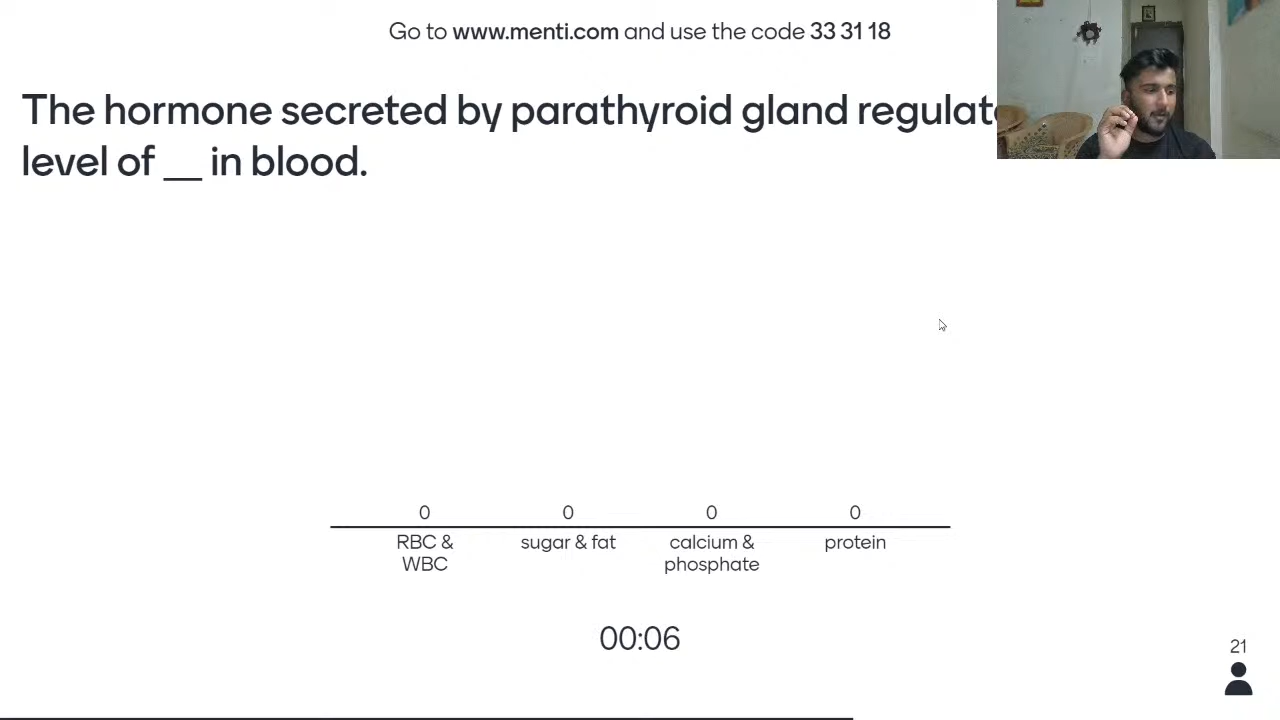 Go to www.menti.com and use the code 33 31 18
The hormone secreted by parathyroid gland
level of __ in blood.
0 0 0 0
RBC & WBC
sugar & fat
calcium & phosphate
protein
00:06
21